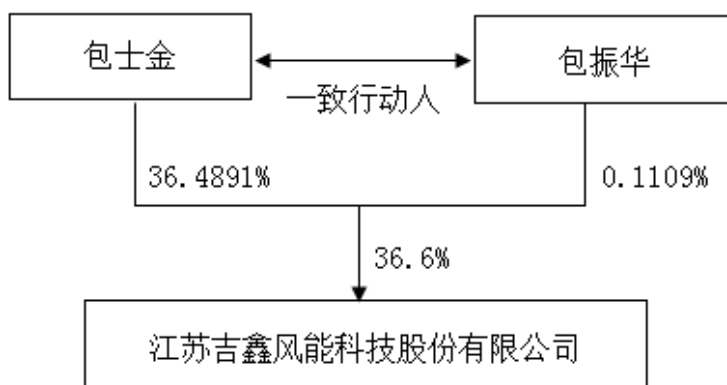 包士金
包振华
一致行动人
36.4891%
0.1109%
36.6%
江苏吉鑫风能科技股份有限公司